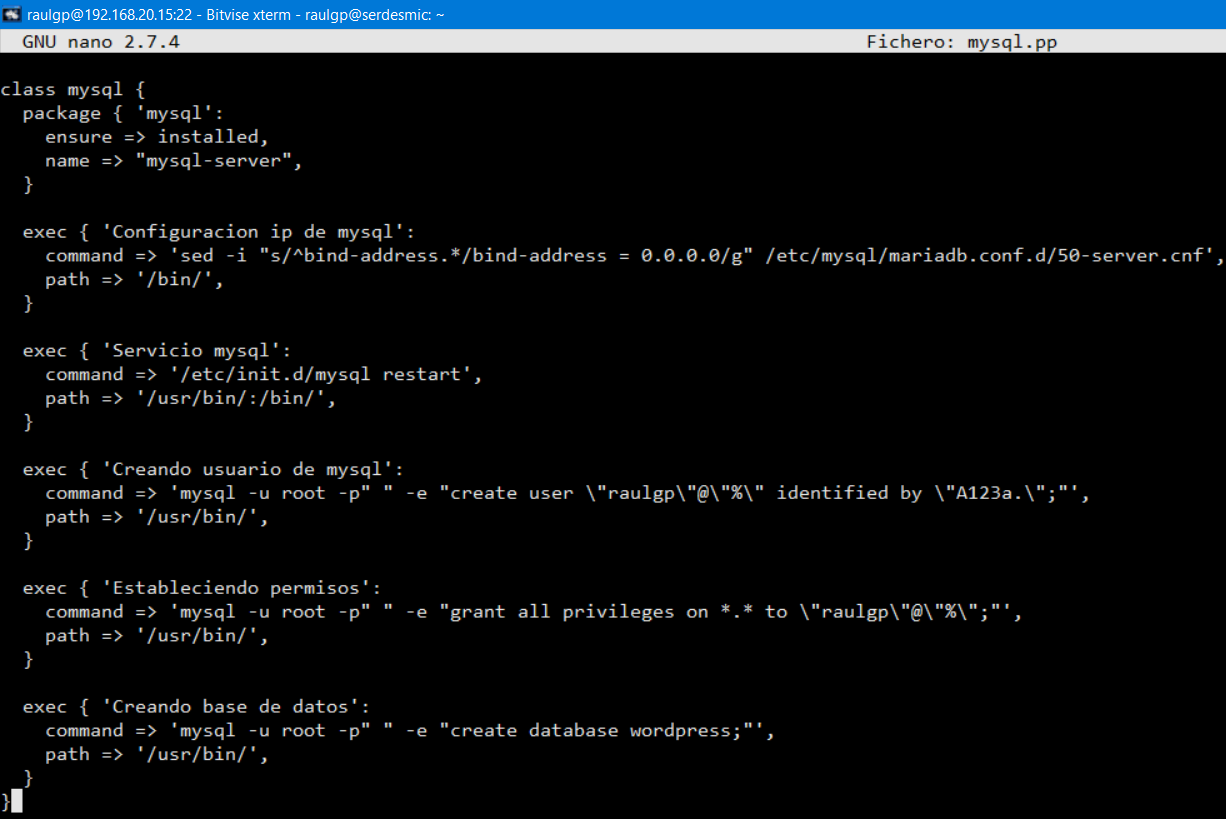 raulgp@192.168.20.15:22 - Bitvise xterm - raulgp@serdesmic: ~
GNU nano 2.7.4 Fichero: mysql.pp
class mysql {
  package { 'mysql':
    ensure => installed,
    name => "mysql-server",
  }
  exec { 'Configuracion ip de mysql':
    command => 'sed -i "s/^bind-address.*/bind-address = 0.0.0.0/g" /etc/mysql/mariadb.conf.d/50-server.cnf',
    path => '/bin/',
  }
  exec { 'Servicio mysql':
    command => '/etc/init.d/mysql restart',
    path => '/usr/bin/:/bin/',
  }
  exec { 'Creando usuario de mysql':
    command => 'mysql -u root -p" " -e "create user \"raulgp\"@\"%\" identified by \"A123a.\";"',
    path => '/usr/bin/',
  }
  exec { 'Estableciendo permisos':
    command => 'mysql -u root -p" " -e "grant all privileges on *.* to \"raulgp\"@\"%\";"',
    path => '/usr/bin/',
  }
  exec { 'Creando base de datos':
    command => 'mysql -u root -p" " -e "create database wordpress;"',
    path => '/usr/bin/',
  }
}